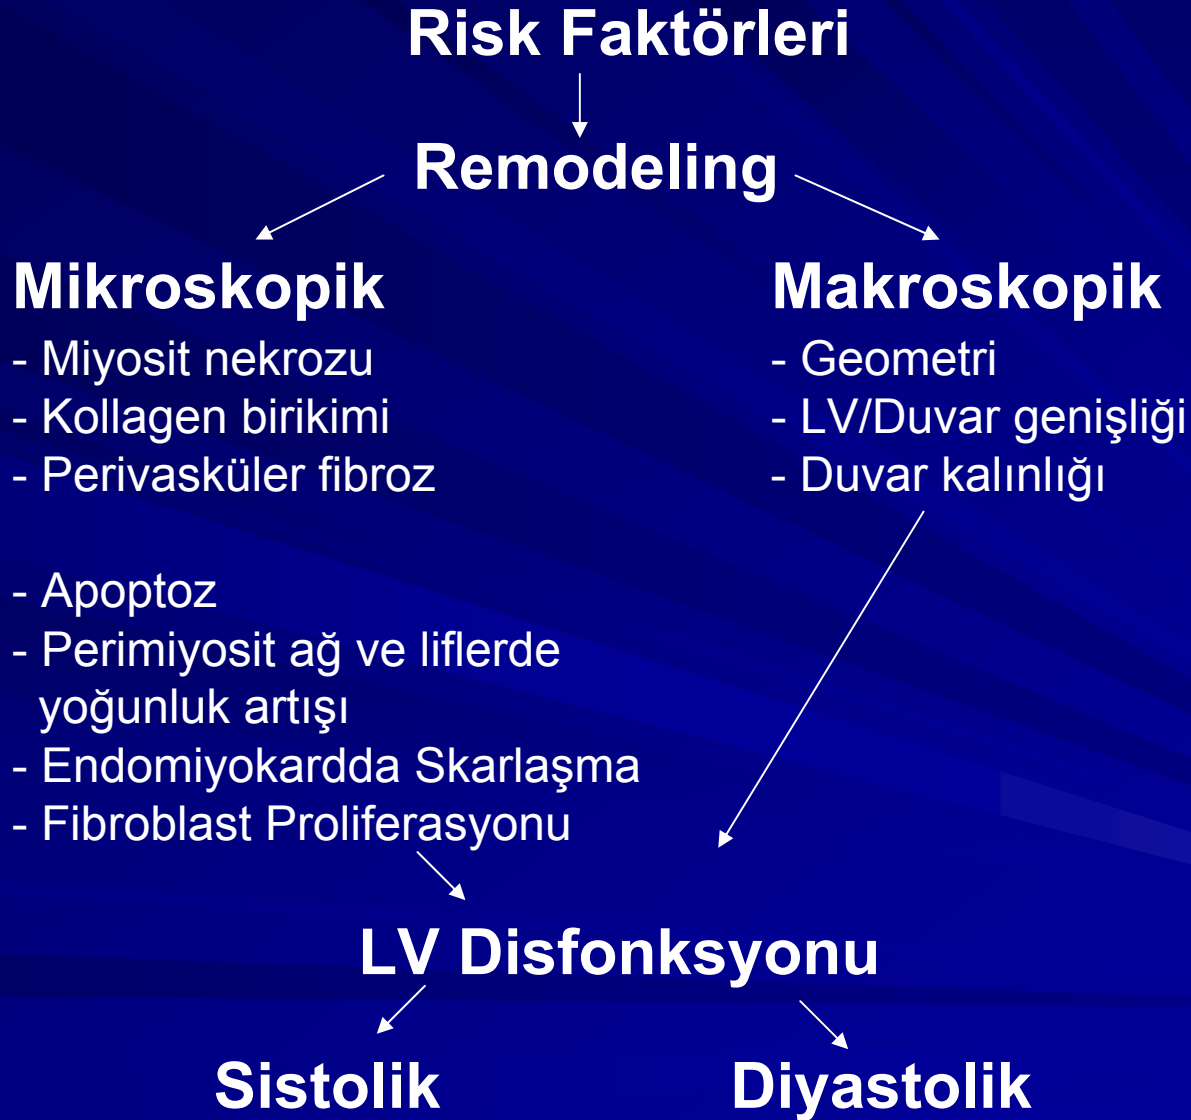 Risk Faktörleri
Remodeling
Mikroskopik
- Miyosit nekrozu
- Kollagen birikimi
- Perivasküler fibroz
- Apoptoz
- Perimiyosit ağ ve liflerde
yoğunluk artışı
- Endomiyokardda Skarlaşma
- Fibroblast Proliferasyonu
Makroskopik
- Geometri
- LV/Duvar genişliği
- Duvar kalınlığı
LV Disfonksyonu
Sistolik
Diyastolik